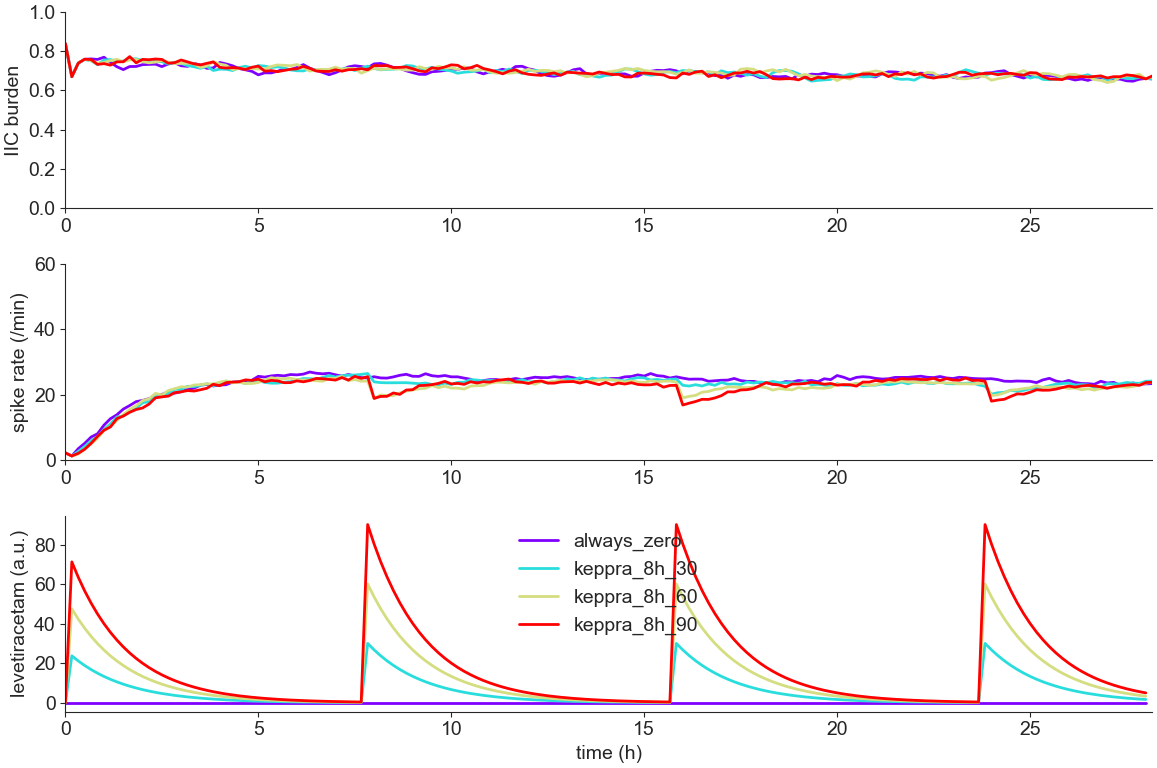 IIC burden
1.0
0.8
0.6
0.4
0.2
0.0
0 5 10 15 20 25
spike rate (/min)
60
40
20
0
0 5 10 15 20 25
levetiracetam (a.u.)
80
60
40
20
0
always_zero
keppra_8h_30
keppra_8h_60
keppra_8h_90
0 5 10 15 20 25
time (h)